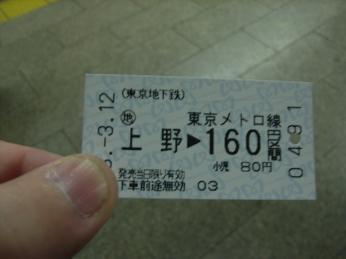 (東京地下鉄)
㊞ 東京メトロ線
上野▶160円区間
小児 80円
発売当日限り有効
下車前途無効 03
-3.12
0491